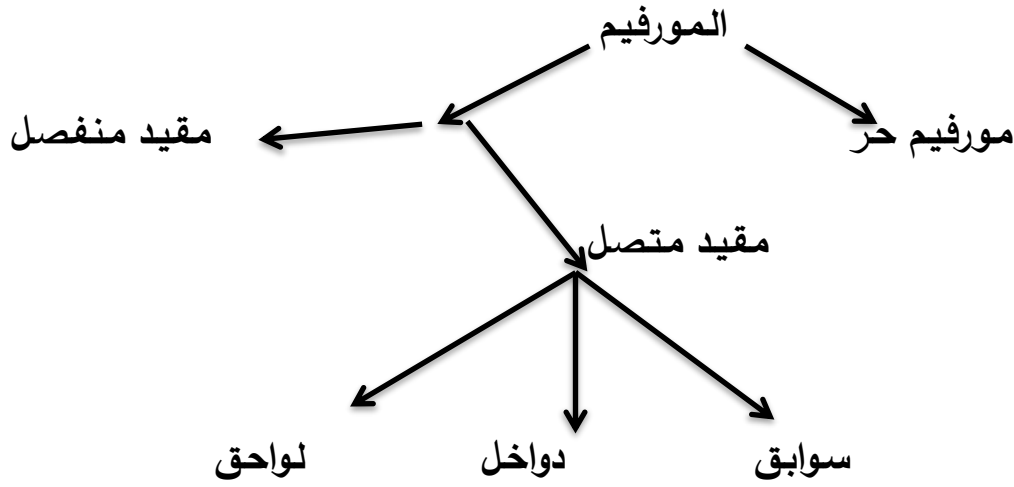 المورفيم
مورفيم حر
مقيد منفصل
مقيد متصل
سوابق
دواخل
لواحق